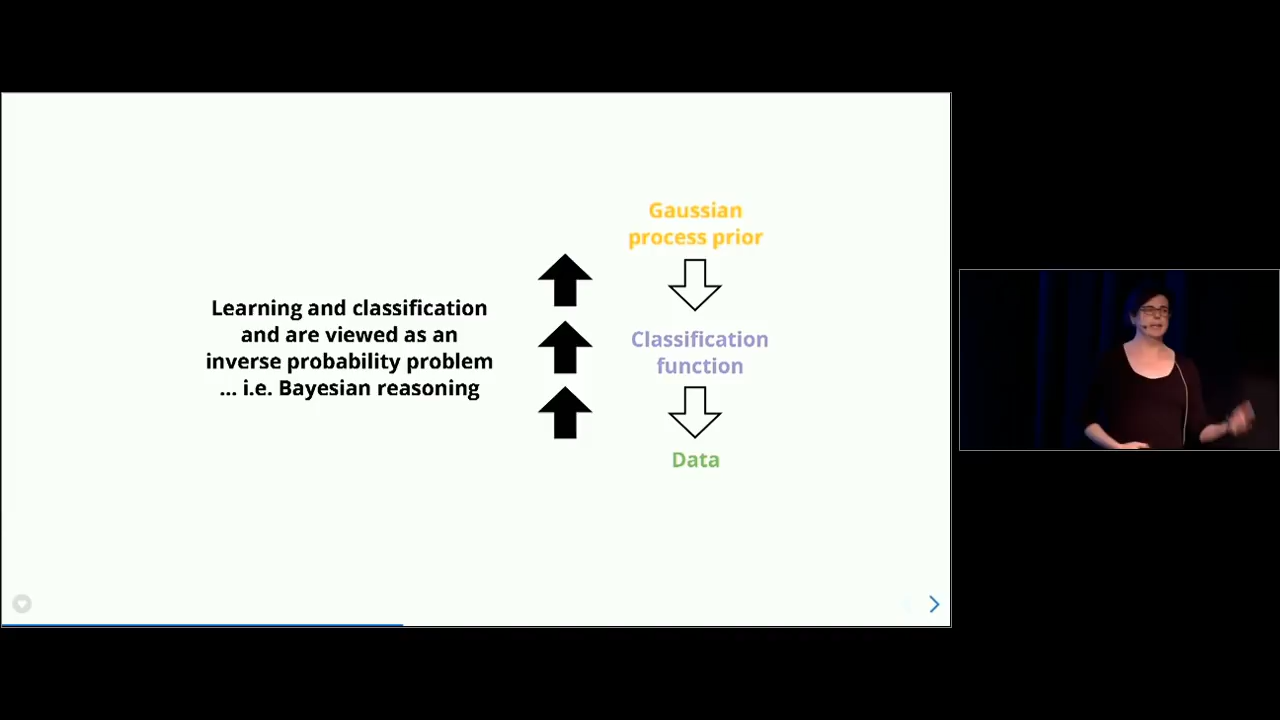 Learning and classification
and are viewed as an
inverse probability problem
... i.e. Bayesian reasoning
Gaussian
process prior
Classification
function
Data